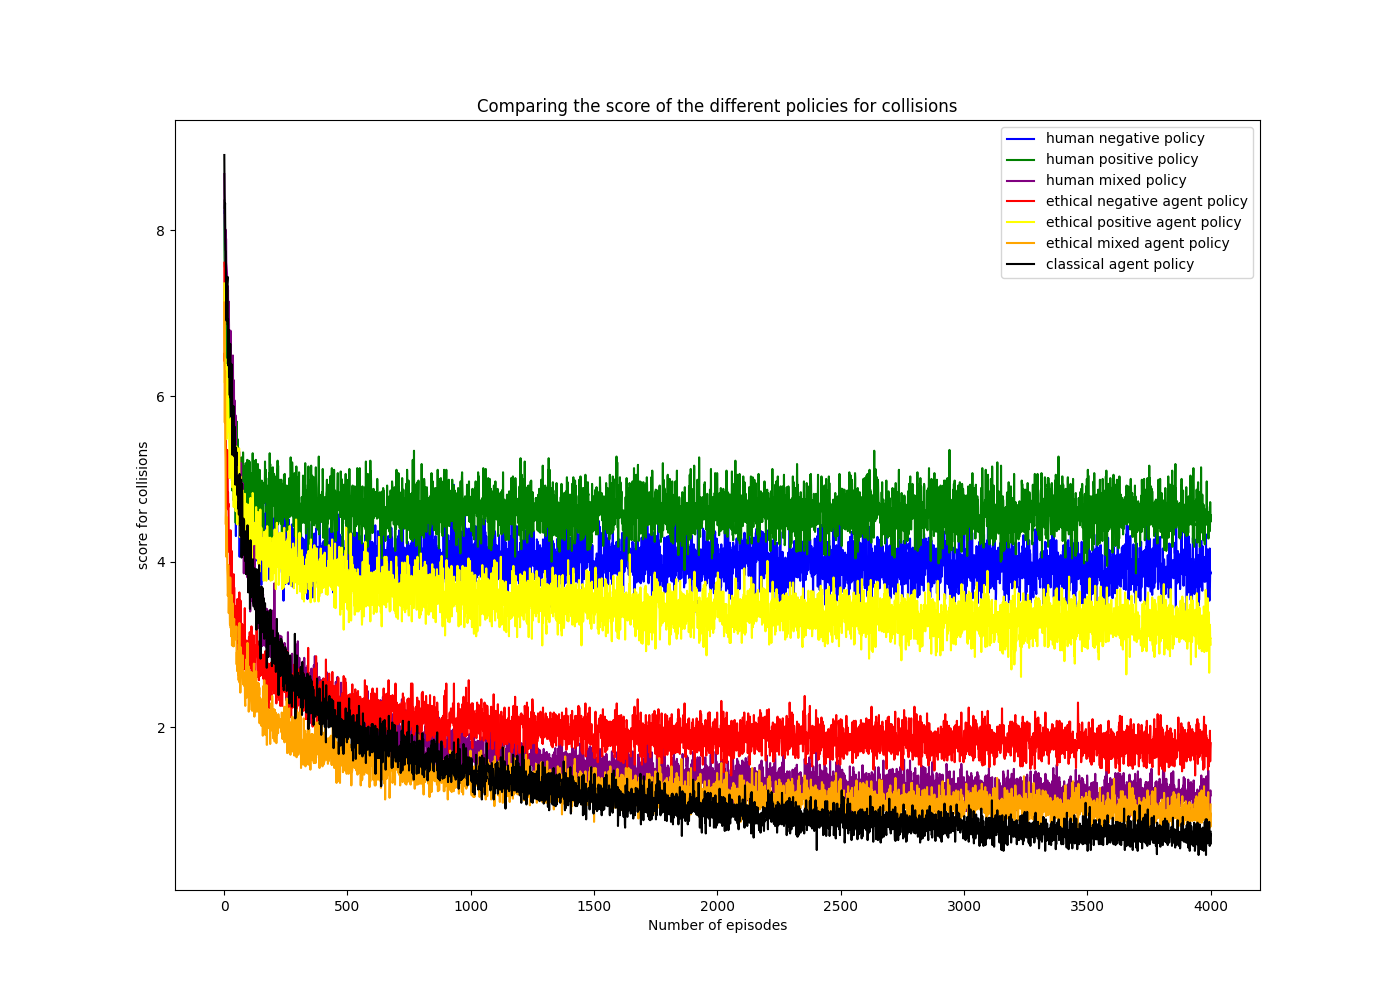 Comparing the score of the different policies for collisions
human negative policy
human positive policy
human mixed policy
ethical negative agent policy
ethical positive agent policy
ethical mixed agent policy
classical agent policy
score for collisions
8
6
4
2
0 500 1000 1500 2000 2500 3000 3500 4000
Number of episodes